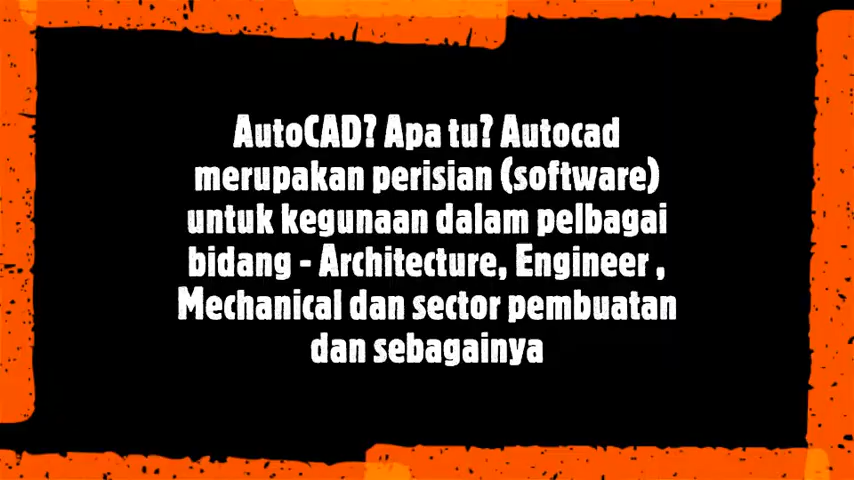 AutoCAD? Apa tu? Autocad
merupakan perisian (software)
untuk kegunaan dalam pelbagai
bidang - Architecture, Engineer ,
Mechanical dan sector pembuatan
dan sebagainya